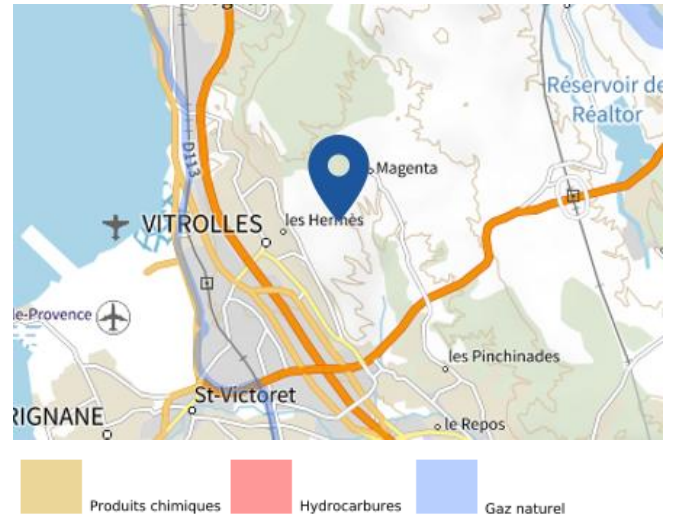 Réservoir de
Réaltor
D113
Magenta
VITROLLES
les Hermès
e-Provence
les Pinchinades
St-Victoret
RIGNANE
le Repos
Produits chimiques
Hydrocarbures
Gaz naturel